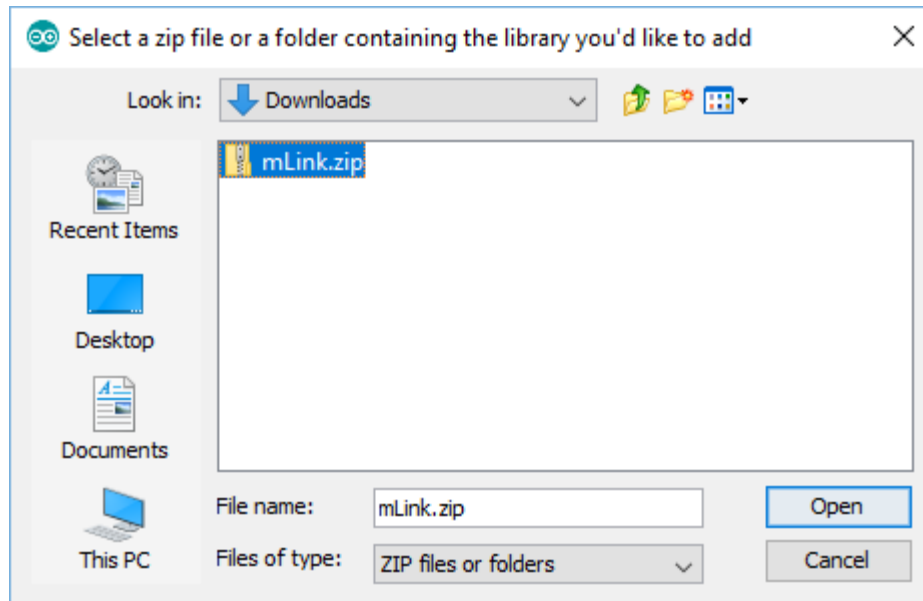 Select a zip file or a folder containing the library you'd like to add
Look in: Downloads
mLink.zip
Recent Items
Desktop
Documents
This PC
File name: mLink.zip Open
Files of type: ZIP files or folders Cancel